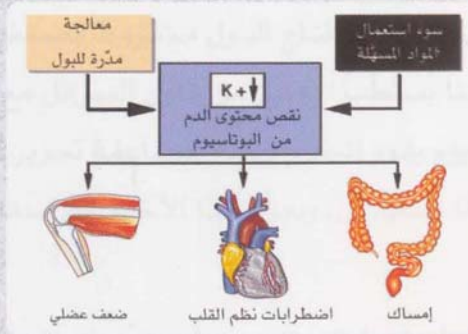 سوء استعمال
المواد المسهّلة
معالجة
مدرّة للبول
K+
نقص محتوى الدم
من البوتاسيوم
إمساك
اضطرابات نظم القلب
ضعف عضلي